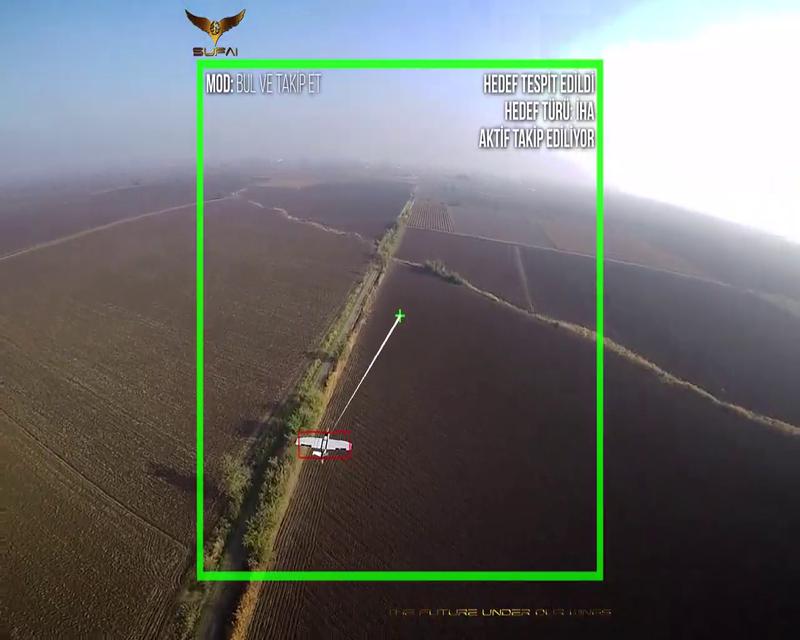 SUFAI
MOD: BUL VE TAKİP ET
HEDEF TESPİT EDİLDİ
HEDEF TÜRÜ: İHA
AKTİF TAKİP EDİLİYOR
THE FUTURE UNDER OUR WINGS